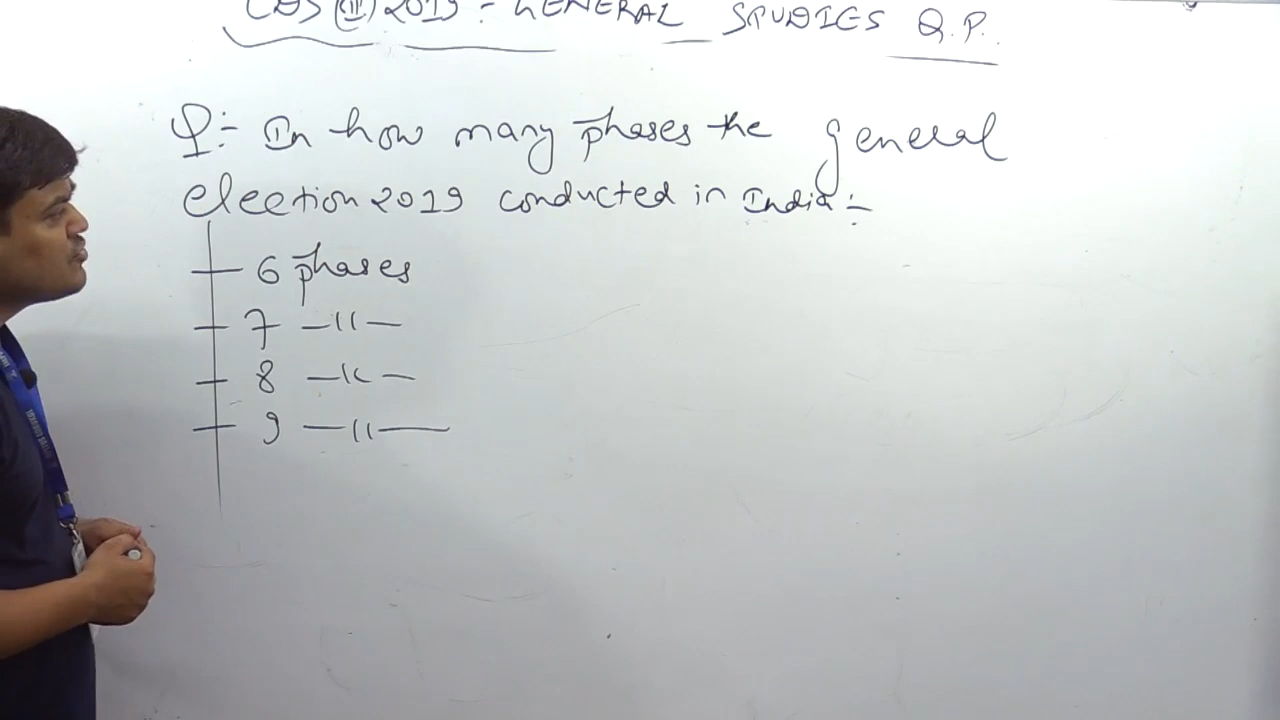 CDS (II) 2019 - GENERAL STUDIES Q.P.
Q:- In how many phases the general
election 2019 conducted in India :-
6 phases
7 —11—
8 —11—
9 —11—